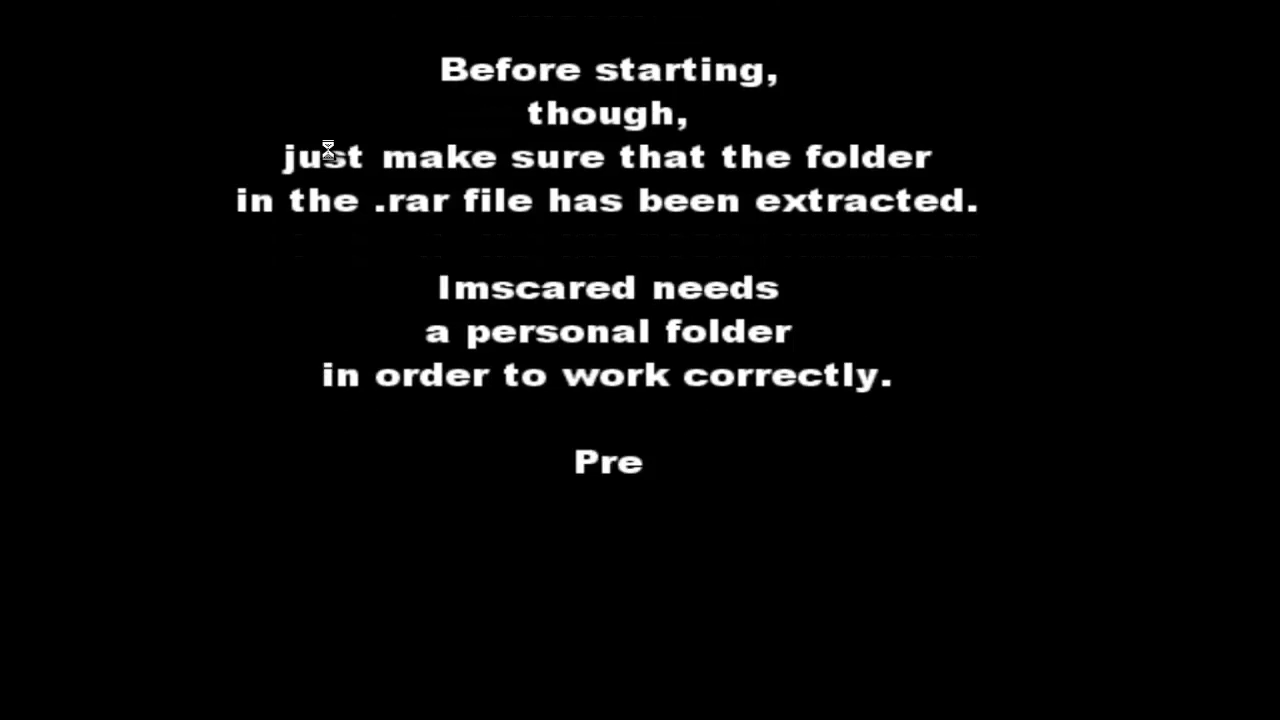 Before starting,
though,
just make sure that the folder
in the .rar file has been extracted.
Imscared needs
a personal folder
in order to work correctly.
Pre